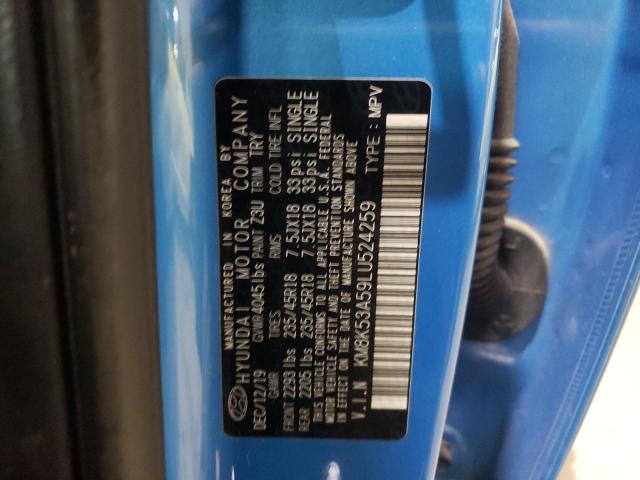 MANUFACTURED IN KOREA BY
HYUNDAI MOTOR COMPANY
DEC/12/19 GVWR 4045lbs PAINT Z3U TRIM TRY
GAWR TIRES RIMS COLD TIRE INFL
FRONT 2293 lbs 235/45R18 7.5JX18 33psi SINGLE
REAR 2205 lbs 235/45R18 7.5JX18 33psi SINGLE
THIS VEHICLE CONFORMS TO ALL APPLICABLE U.S.A. FEDERAL
MOTOR VEHICLE SAFETY AND THEFT PREVENTION STANDARDS
IN EFFECT ON THE DATE OF MANUFACTURE SHOWN ABOVE
V.I.N KM8K53A59LU524259 TYPE: MPV